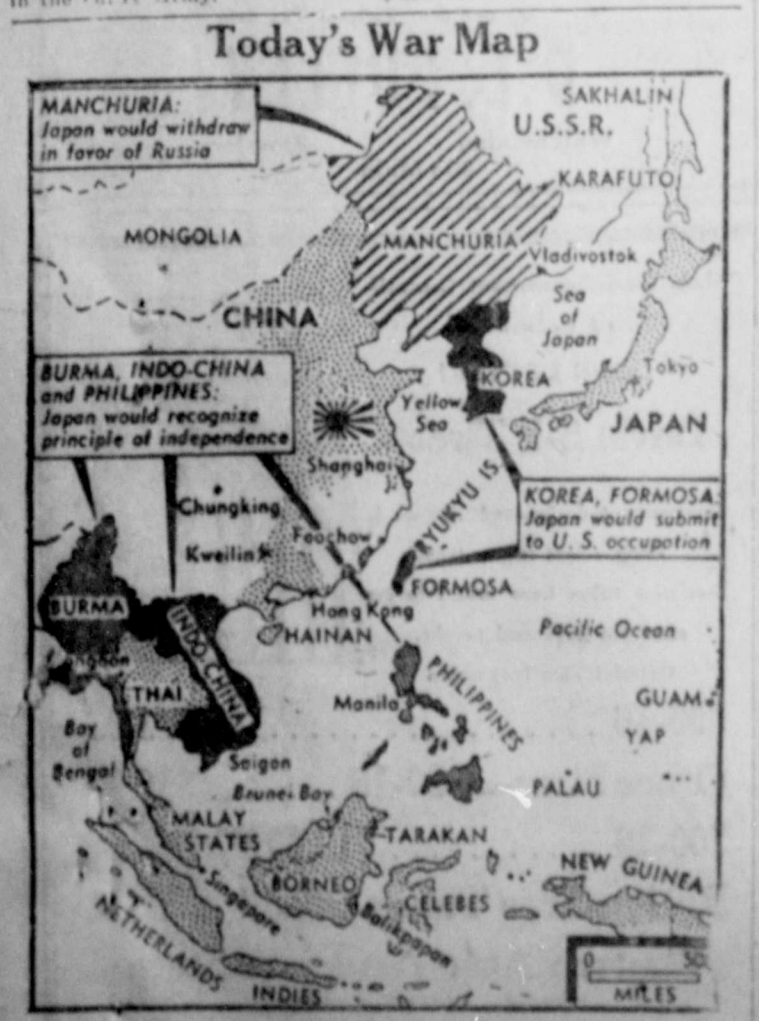 Today's War Map
MANCHURIA:
Japan would withdraw
in favor of Russia
SAKHALIN
U.S.S.R.
KARAFUTO
MONGOLIA
MANCHURIA
Vladivostok
CHINA
Sea
of
Japan
BURMA, INDO-CHINA
and PHILIPPINES:
Japan would recognize
principle of independence
KOREA
Tokyo
Yellow
Sea
JAPAN
Shanghai
Chungking
RYUKYU IS.
KOREA, FORMOSA:
Japan would submit
to U. S. occupation
Foochow
Kweilin
FORMOSA
BURMA
INDO-CHINA
Hong Kong
HAINAN
Pacific Ocean
THAI
PHILIPPINES
Manila
GUAM
YAP
Bay
of
Bengal
Saigon
Brunei Bay
PALAU
MALAY
STATES
TARAKAN
NEW GUINEA
Singapore
BORNEO
CELEBES
Balikpapan
NETHERLANDS
INDIES
0
MILES